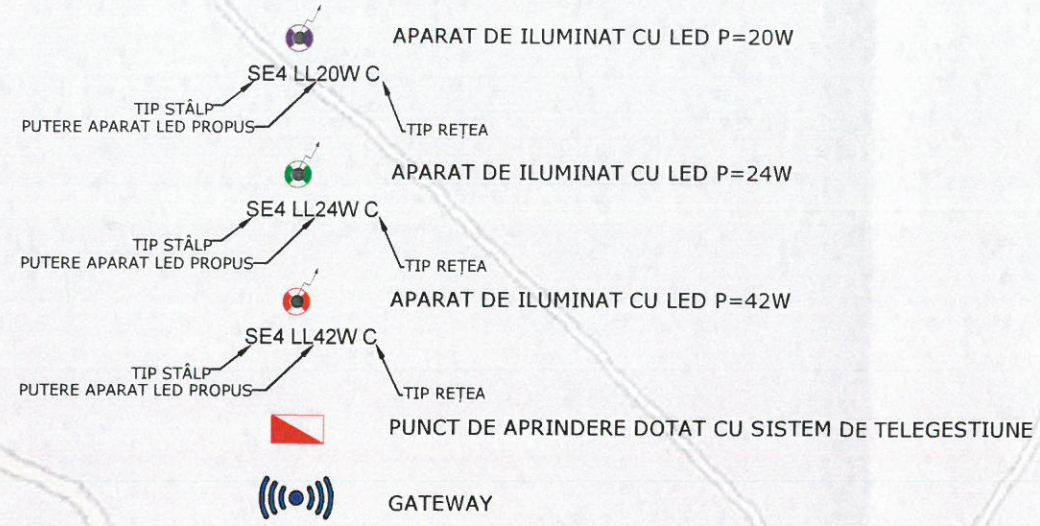 APARAT DE ILUMINAT CU LED P=20W
SE4 LL20W C
TIP STÂLP
PUTERE APARAT LED PROPUS
TIP REȚEA
APARAT DE ILUMINAT CU LED P=24W
SE4 LL24W C
TIP STÂLP
PUTERE APARAT LED PROPUS
TIP REȚEA
APARAT DE ILUMINAT CU LED P=42W
SE4 LL42W C
TIP STÂLP
PUTERE APARAT LED PROPUS
TIP REȚEA
PUNCT DE APRINDERE DOTAT CU SISTEM DE TELEGESTIUNE
GATEWAY